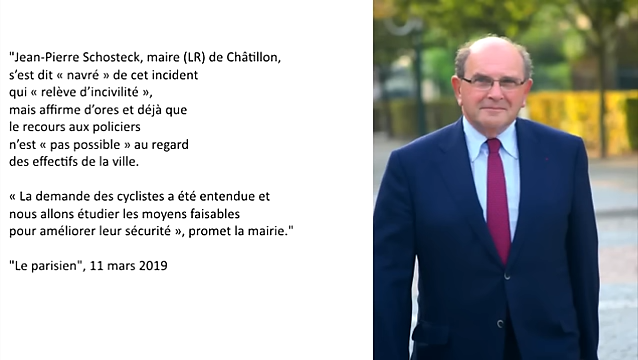 "Jean-Pierre Schosteck, maire (LR) de Châtillon,
s'est dit « navré » de cet incident
qui « relève d'incivilité »,
mais affirme d'ores et déjà que
le recours aux policiers
n'est « pas possible » au regard
des effectifs de la ville.
« La demande des cyclistes a été entendue et
nous allons étudier les moyens faisables
pour améliorer leur sécurité », promet la mairie."
"Le parisien", 11 mars 2019